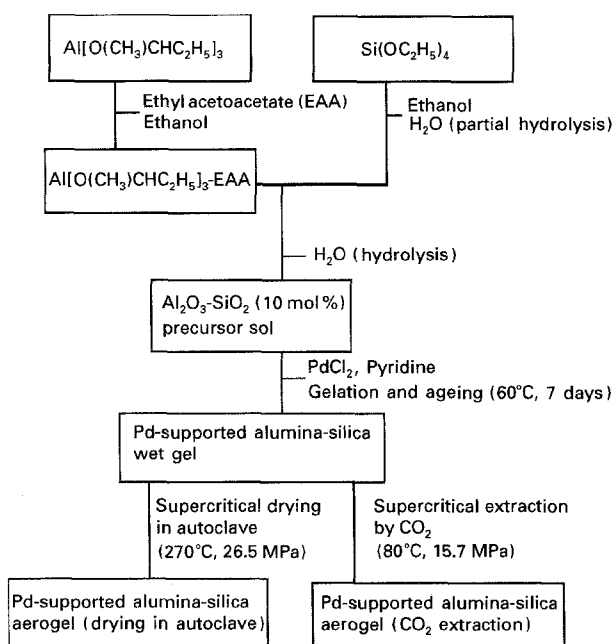 Al[O(CH₃)CHC₂H₅]₃
Si(OC₂H₅)₄
Ethyl acetoacetate (EAA)
Ethanol
Ethanol
H₂O (partial hydrolysis)
Al[O(CH₃)CHC₂H₅]₃-EAA
H₂O (hydrolysis)
Al₂O₃-SiO₂ (10 mol%)
precursor sol
PdCl₂, Pyridine
Gelation and ageing (60°C, 7 days)
Pd-supported alumina-silica
wet gel
Supercritical drying
in autoclave
(270°C, 26.5 MPa)
Supercritical extraction
by CO₂
(80°C, 15.7 MPa)
Pd-supported alumina-silica
aerogel (drying in autoclave)
Pd-supported alumina-silica
aerogel (CO₂ extraction)